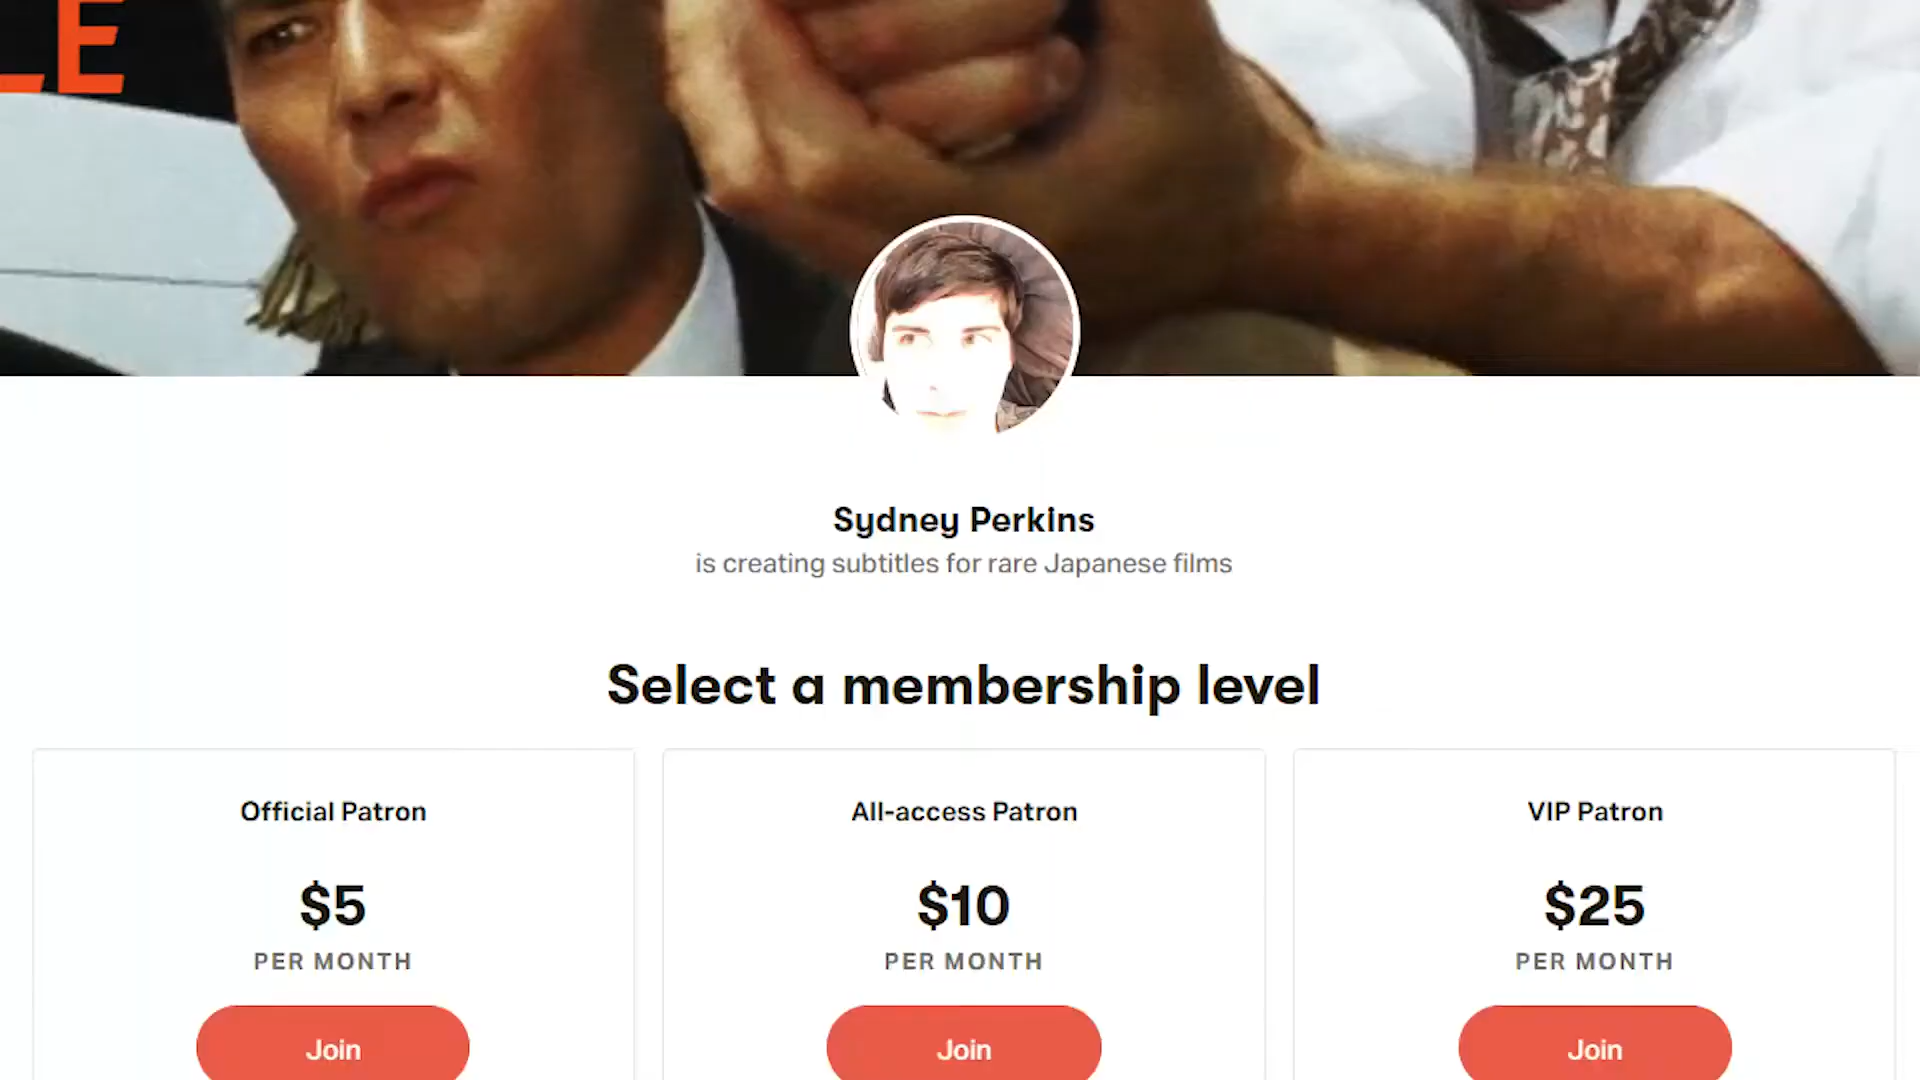 LE
Sydney Perkins
is creating subtitles for rare Japanese films
Select a membership level
Official Patron
$5
PER MONTH
Join
All-access Patron
$10
PER MONTH
Join
VIP Patron
$25
PER MONTH
Join